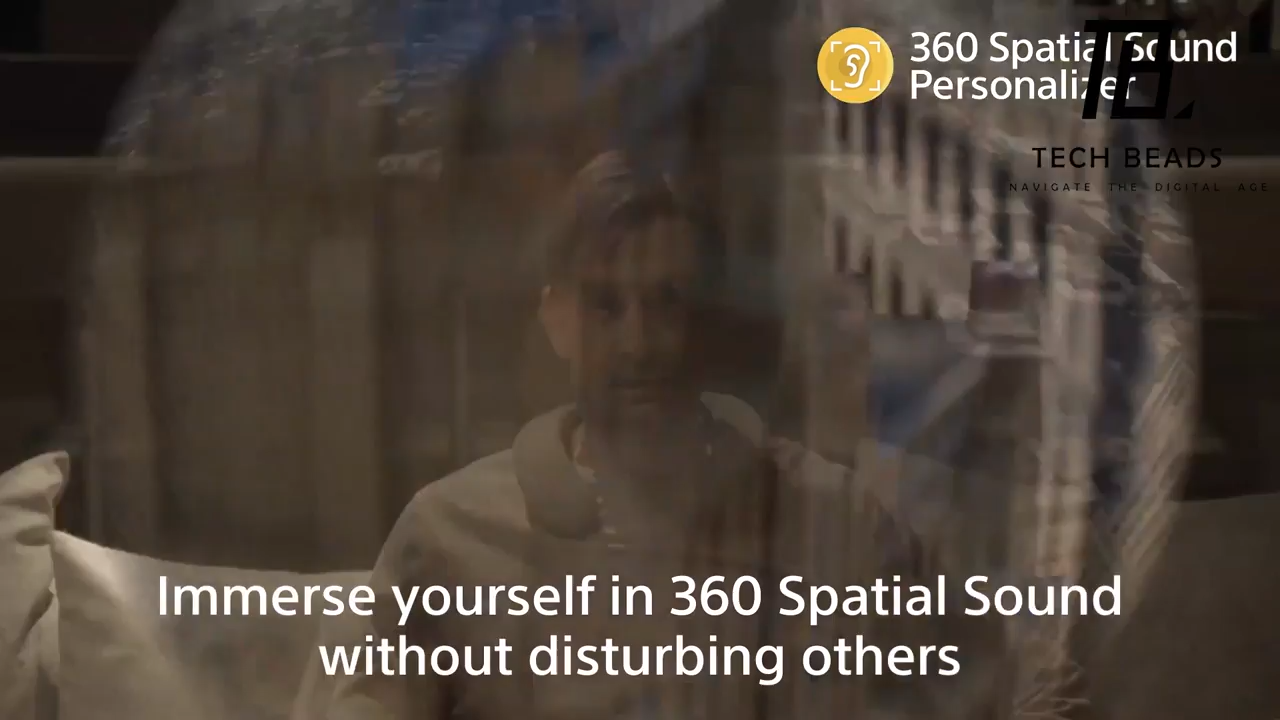 360 Spatial Sound
Personalizer
TB.
TECH BEADS
NAVIGATE THE DIGITAL AGE
Immerse yourself in 360 Spatial Sound
without disturbing others